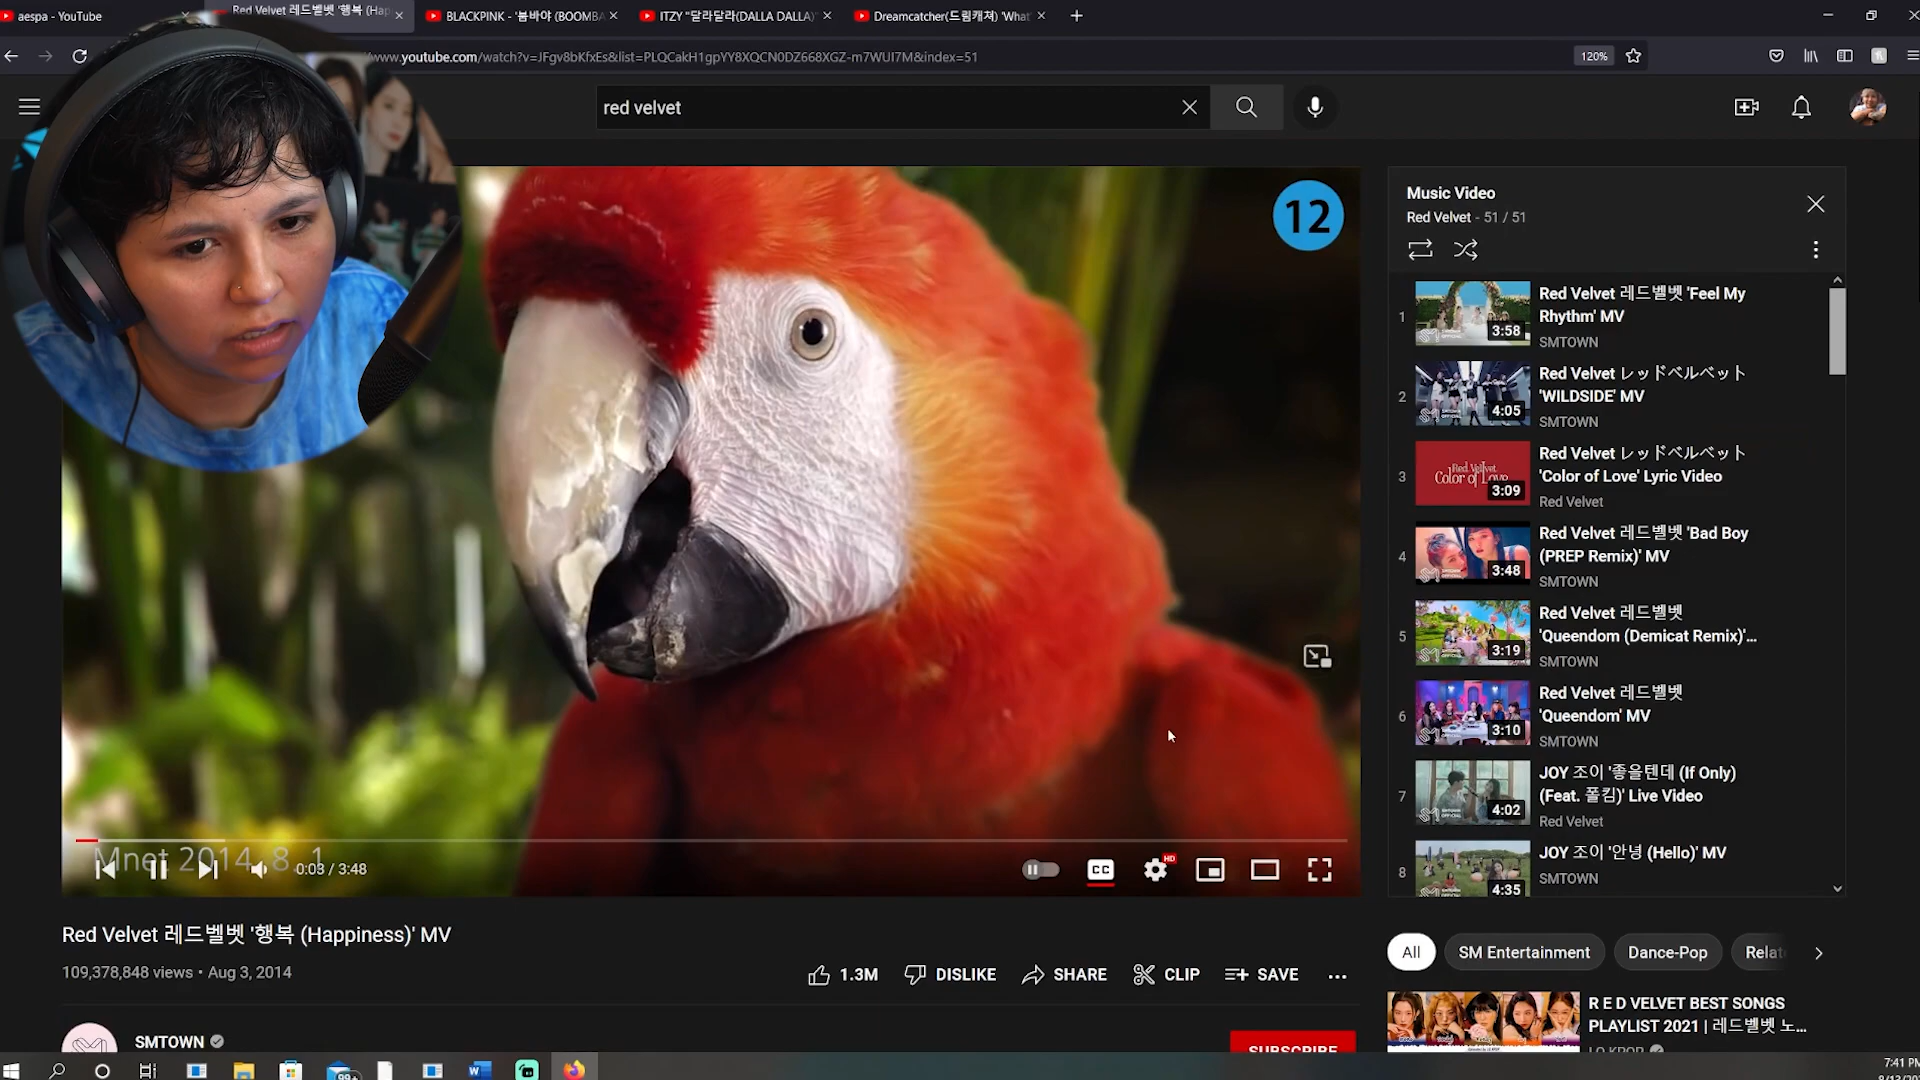 aespa - YouTube
Red Velvet 레드벨벳 '행복 (Hap
BLACKPINK - '붐바야 (BOOMBA
ITZY "달라달라(DALLA DALLA)"
Dreamcatcher(드림캐쳐) 'What'
www.youtube.com/watch?v=JFgv8bKfxEs&list=PLQCakH1gpYY8XQCN0DZ668XGZ-m7WUI7M&index=51
120%
red velvet
12
Mnet 2014. 8. 1
0:03 / 3:48
CC
HD
Red Velvet 레드벨벳 '행복 (Happiness)' MV
109,378,848 views • Aug 3, 2014
1.3M
DISLIKE
SHARE
CLIP
SAVE
SMTOWN
SUBSCRIBE
Music Video
Red Velvet - 51 / 51
1
3:58
Red Velvet 레드벨벳 'Feel My
Rhythm' MV
SMTOWN
2
4:05
Red Velvet レッドベルベット
'WILDSIDE' MV
SMTOWN
3
Red Velvet
Color of Love
3:09
Red Velvet レッドベルベット
'Color of Love' Lyric Video
Red Velvet
4
3:48
Red Velvet 레드벨벳 'Bad Boy
(PREP Remix)' MV
SMTOWN
5
3:19
Red Velvet 레드벨벳
'Queendom (Demicat Remix)'...
SMTOWN
6
3:10
Red Velvet 레드벨벳
'Queendom' MV
SMTOWN
7
4:02
JOY 조이 '좋을텐데 (If Only)
(Feat. 폴킴)' Live Video
Red Velvet
8
4:35
JOY 조이 '안녕 (Hello)' MV
SMTOWN
All
SM Entertainment
Dance-Pop
Relat
R E D VELVET BEST SONGS
PLAYLIST 2021 | 레드벨벳 노...
LO KPOP
99+
7:41 PM